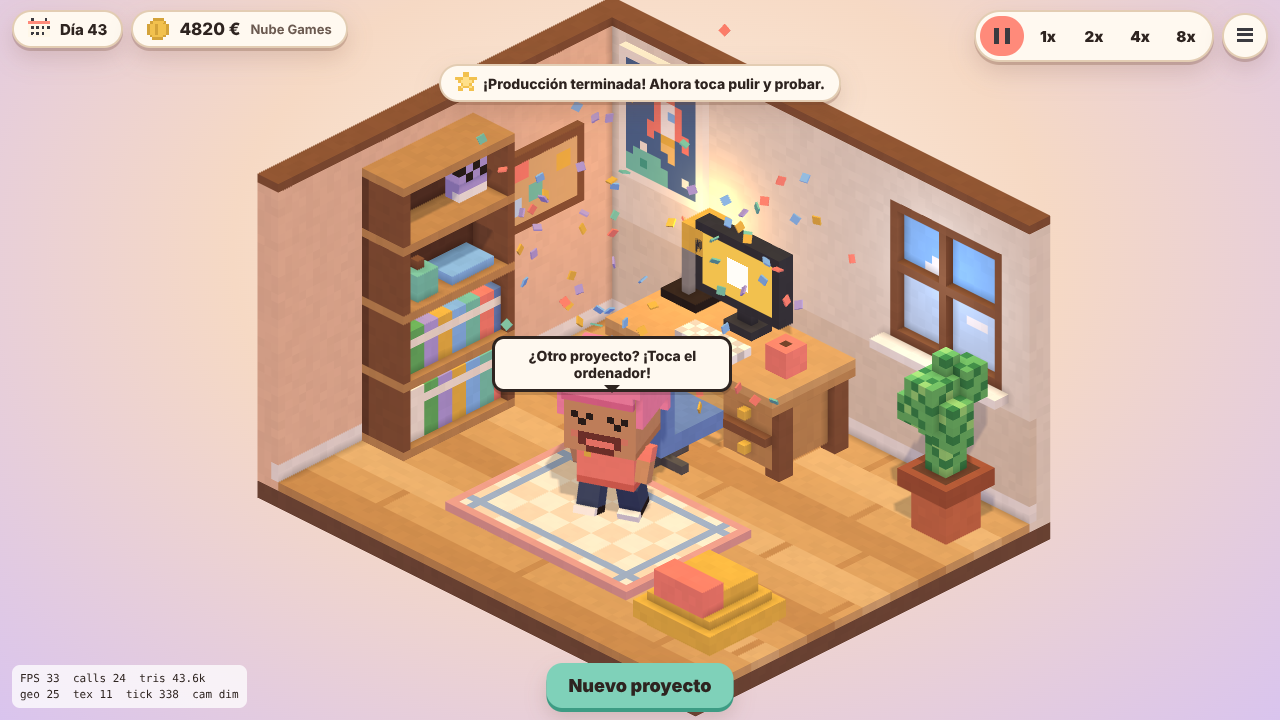 Día 43
4820 € Nube Games
1x 2x 4x 8x
¡Producción terminada! Ahora toca pulir y probar.
¿Otro proyecto? ¡Toca el
ordenador!
FPS 33 calls 24 tris 43.6k
geo 25 tex 11 tick 338 cam dim
Nuevo proyecto